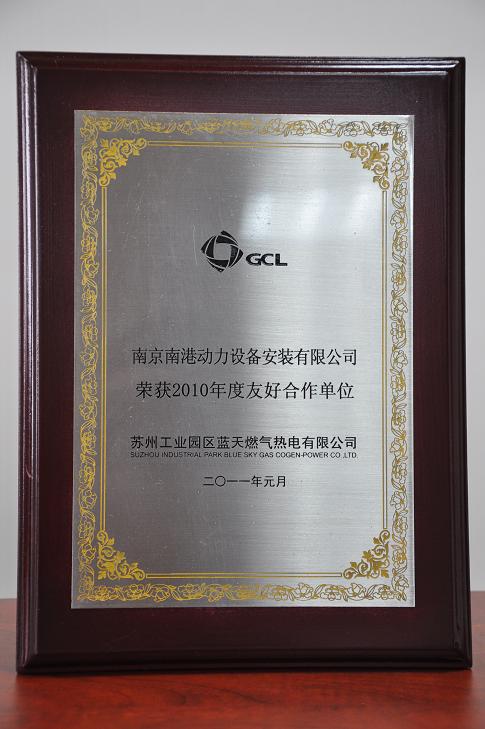 GCL
南京南港动力设备安装有限公司
荣获2010年度友好合作单位
苏州工业园区蓝天燃气热电有限公司
SUZHOU INDUSTRIAL PARK BLUE SKY GAS COGEN-POWER CO.,LTD.
二〇一一年元月